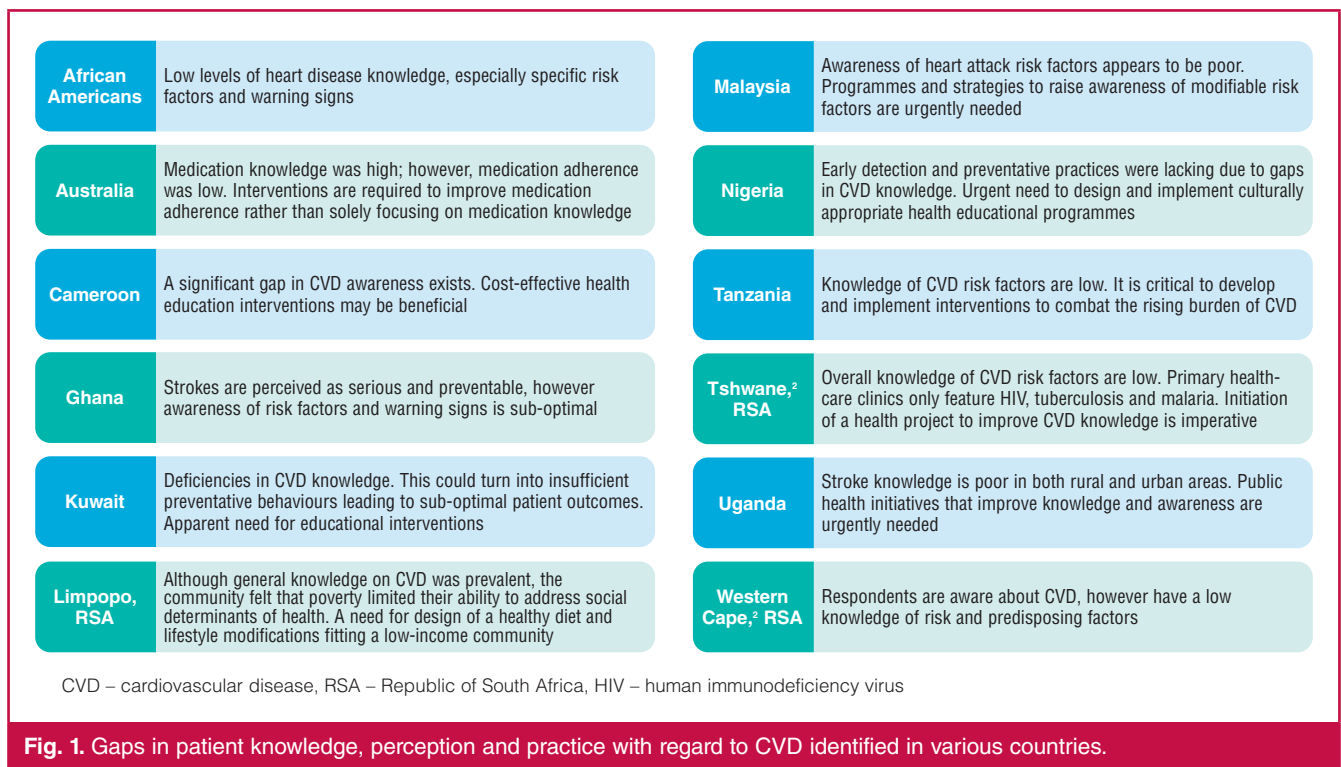 African
Americans
Low levels of heart disease knowledge, especially specific risk
factors and warning signs
Australia
Medication knowledge was high; however, medication adherence
was low. Interventions are required to improve medication
adherence rather than solely focusing on medication knowledge
Cameroon
A significant gap in CVD awareness exists. Cost-effective health
education interventions may be beneficial
Ghana
Strokes are perceived as serious and preventable, however
awareness of risk factors and warning signs is sub-optimal
Kuwait
Deficiencies in CVD knowledge. This could turn into insufficient
preventative behaviours leading to sub-optimal patient outcomes.
Apparent need for educational interventions
Limpopo,
RSA
Although general knowledge on CVD was prevalent, the
community felt that poverty limited their ability to address social
determinants of health. A need for design of a healthy diet and
lifestyle modifications fitting a low-income community
Malaysia
Awareness of heart attack risk factors appears to be poor.
Programmes and strategies to raise awareness of modifiable risk
factors are urgently needed
Nigeria
Early detection and preventative practices were lacking due to gaps
in CVD knowledge. Urgent need to design and implement culturally
appropriate health educational programmes
Tanzania
Knowledge of CVD risk factors are low. It is critical to develop
and implement interventions to combat the rising burden of CVD
Tshwane,²
RSA
Overall knowledge of CVD risk factors are low. Primary health-
care clinics only feature HIV, tuberculosis and malaria. Initiation
of a health project to improve CVD knowledge is imperative
Uganda
Stroke knowledge is poor in both rural and urban areas. Public
health initiatives that improve knowledge and awareness are
urgently needed
Western
Cape,² RSA
Respondents are aware about CVD, however have a low
knowledge of risk and predisposing factors
CVD – cardiovascular disease, RSA – Republic of South Africa, HIV – human immunodeficiency virus
Fig. 1. Gaps in patient knowledge, perception and practice with regard to CVD identified in various countries.